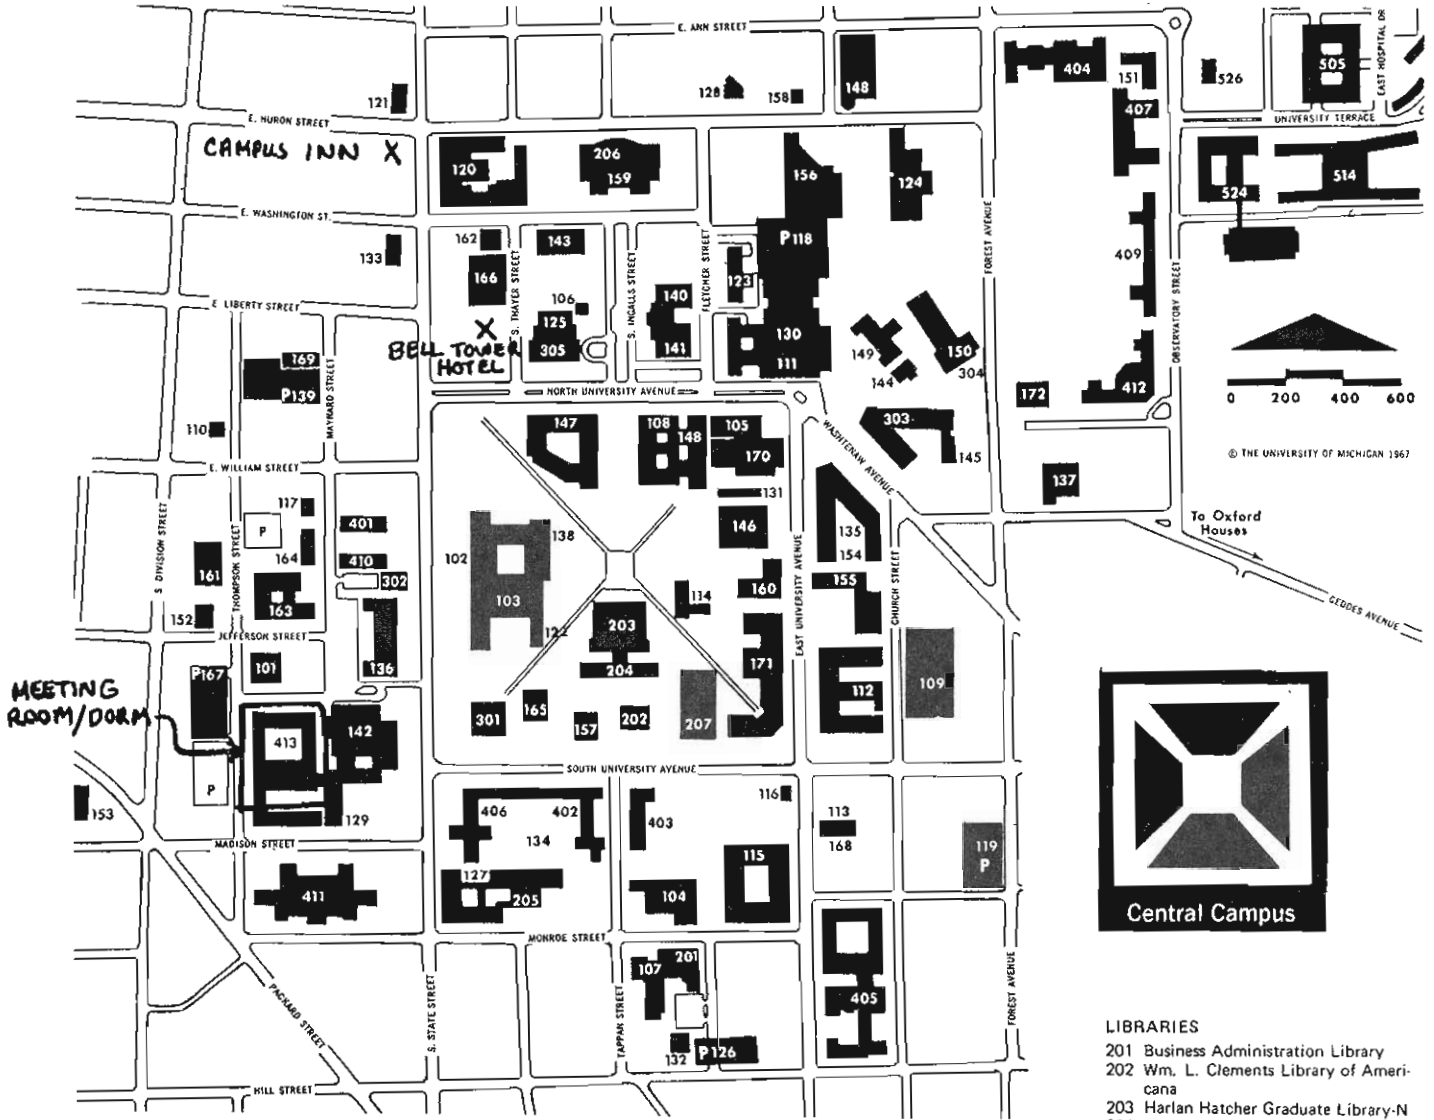 E. ANN STREET
404
505
EAST HOSPITAL DR
151
526
148
128
158
121
407
E. HURON STREET
UNIVERSITY TERRACE
CAMPUS INN X
120
206
159
156
124
524
514
E. WASHINGTON ST.
162
143
P118
133
166
S. THAYER STREET
S. INGALLS STREET
FLETCHER STREET
123
FOREST AVENUE
409
OBSERVATORY STREET
E. LIBERTY STREET
106
140
X
125
130
BELL TOWER
HOTEL
305
141
111
149
150
144
304
169
P139
MAYNARD STREET
NORTH UNIVERSITY AVENUE
172
412
0 200 400 600
110
147
108
148
105
303
170
WASHTENAW AVENUE
145
© THE UNIVERSITY OF MICHIGAN 1967
E. WILLIAM STREET
137
131
117
P
401
146
135
To Oxford
Houses
S. DIVISION STREET
THOMPSON STREET
164
410
102
138
154
161
302
155
160
EAST UNIVERSITY AVENUE
CHURCH STREET
163
103
114
GEDDES AVENUE
152
122
203
JEFFERSON STREET
101
136
204
171
P167
109
112
MEETING
ROOM/DORM
301
165
157
202
207
413
142
P
SOUTH UNIVERSITY AVENUE
153
129
406
402
403
116
113
134
168
MADISON STREET
119
P
115
127
205
104
411
Central Campus
MONROE STREET
107
201
405
PACKARD STREET
S. STATE STREET
TAPPAN STREET
FOREST AVENUE
132
P126
HILL STREET
LIBRARIES
201 Business Administration Library
202 Wm. L. Clements Library of Ameri-
cana
203 Harlan Hatcher Graduate Library-N